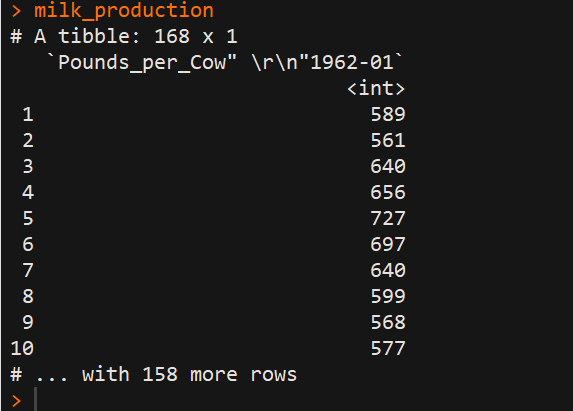 > milk_production
# A tibble: 168 x 1
`Pounds_per_Cow" \r\n"1962-01`
<int>
1 589
2 561
3 640
4 656
5 727
6 697
7 640
8 599
9 568
10 577
# ... with 158 more rows
>